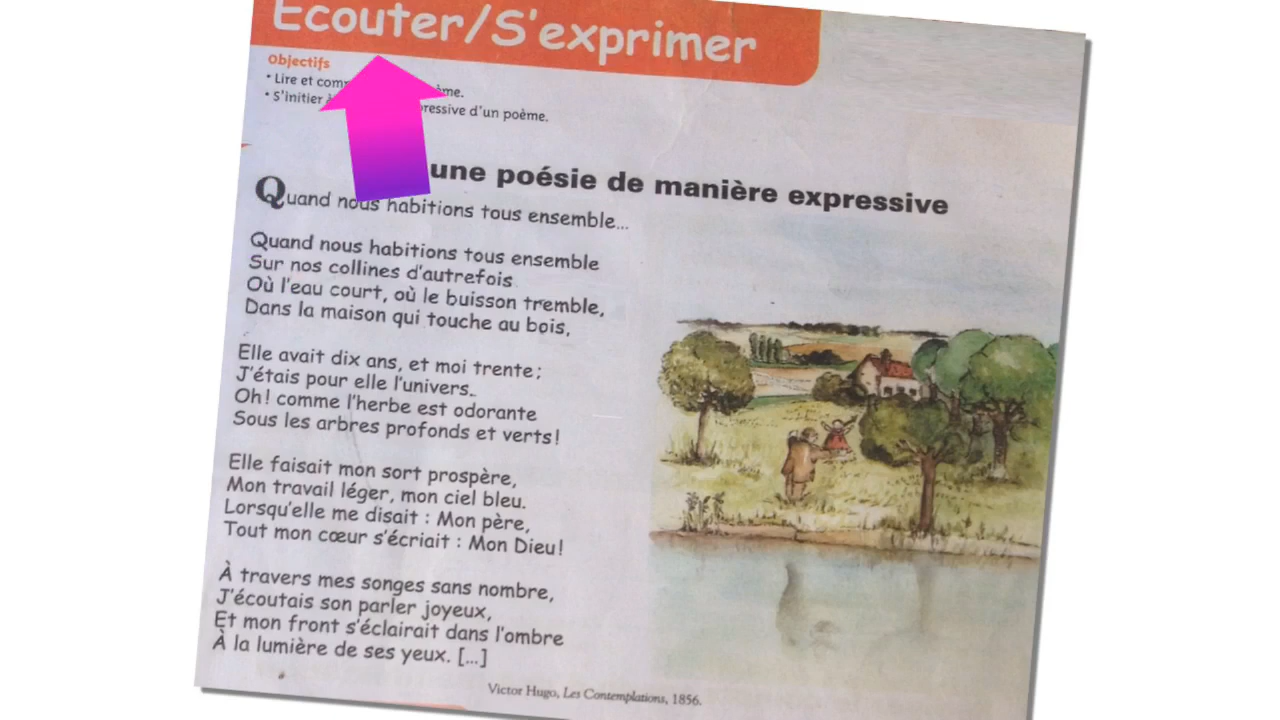 Écouter/S'exprimer
Objectifs
• Lire et ème.
• S'initier d'un poème.
une poésie de manière expressive
Quand nous habitions tous ensemble...
Quand nous habitions tous ensemble
Sur nos collines d'autrefois
Où l'eau court, où le buisson tremble,
Dans la maison qui touche au bois,
Elle avait dix ans, et moi trente;
J'étais pour elle l'univers.
Oh! comme l'herbe est odorante
Sous les arbres profonds et verts!
Elle faisait mon sort prospère,
Mon travail léger, mon ciel bleu.
Lorsqu'elle me disait : Mon père,
Tout mon cœur s'écriait : Mon Dieu!
À travers mes songes sans nombre,
J'écoutais son parler joyeux,
Et mon front s'éclairait dans l'ombre
À la lumière de ses yeux. [...]
Victor Hugo, Les Contemplations, 1856.